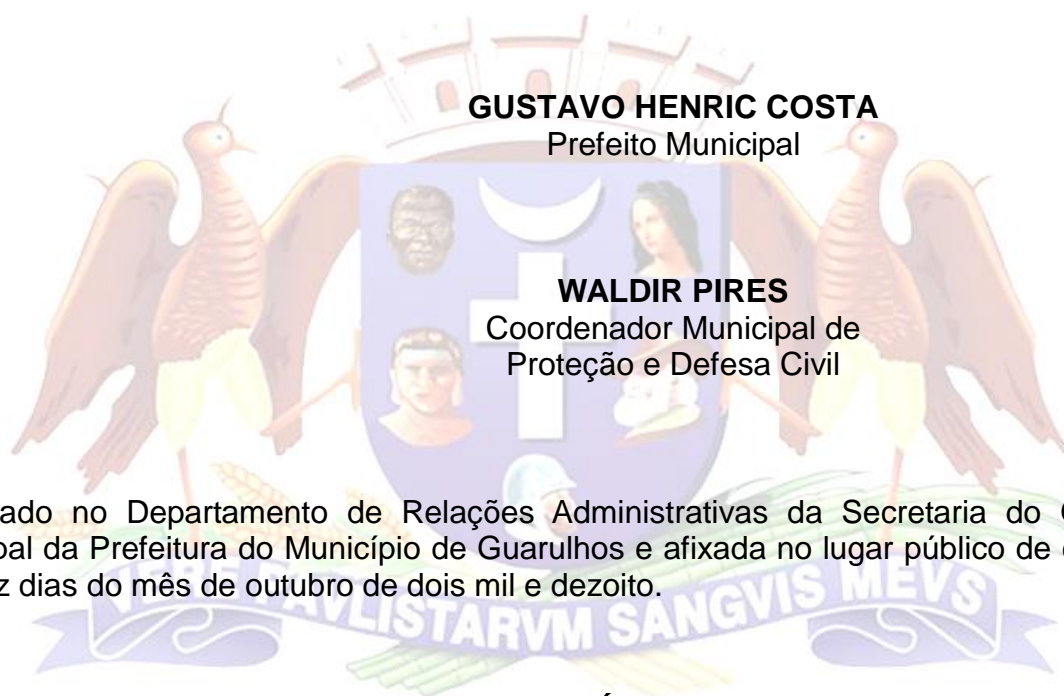 GUSTAVO HENRIC COSTA
Prefeito Municipal
WALDIR PIRES
Coordenador Municipal de
Proteção e Defesa Civil
no Departamento de Relações Administrativas da Secretaria do
da Prefeitura do Município de Guarulhos e afixada no lugar público de
dias do mês de outubro de dois mil e dezoito.
VERE PAVLISTARVM SANGVIS MEVS